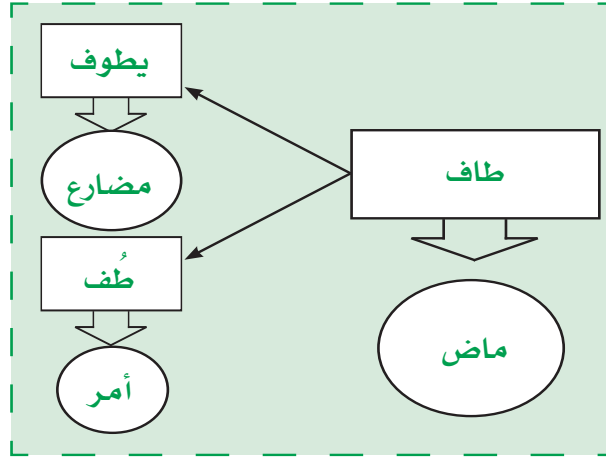 طاف
ماض
يطوف
مضارع
طُف
أمر